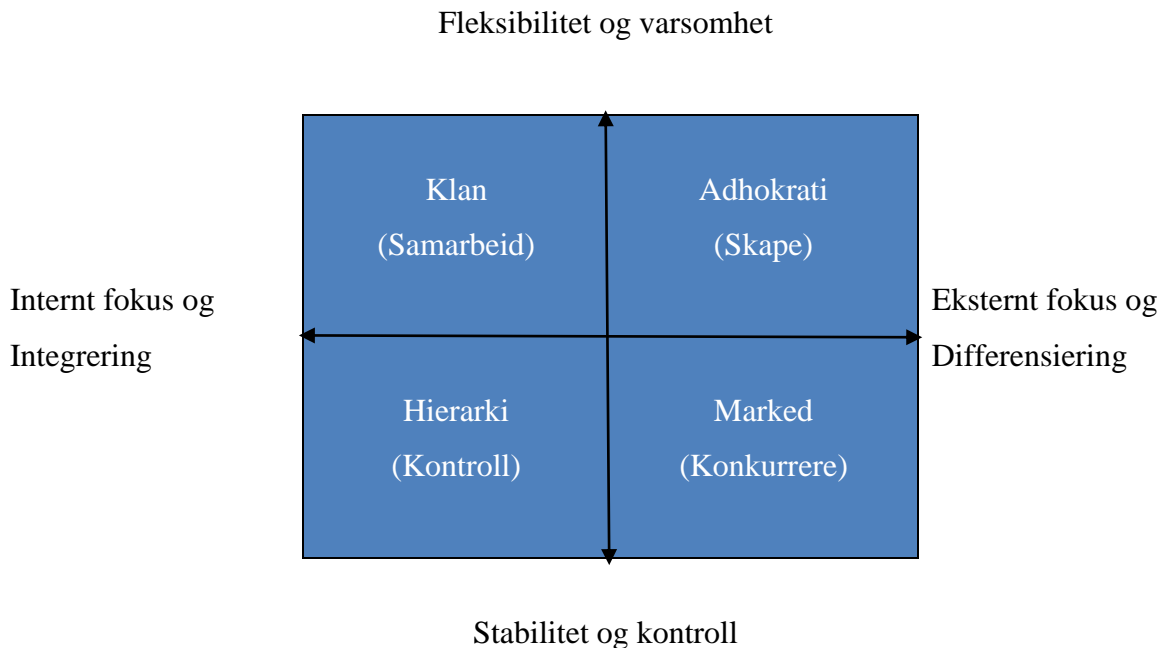 Fleksibilitet og varsomhet
Klan
(Samarbeid)
Adhokrati
(Skape)
Internt fokus og
Integrering
Eksternt fokus og
Differensiering
Hierarki
(Kontroll)
Marked
(Konkurrere)
Stabilitet og kontroll